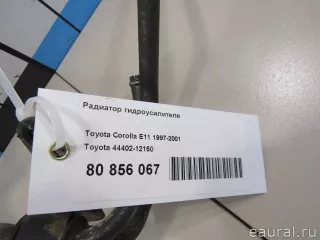 Радиатор гидроусилителя
Toyota Corolla E11 1997-2001
Toyota 44402-12150
80 856 067
eaural.ru